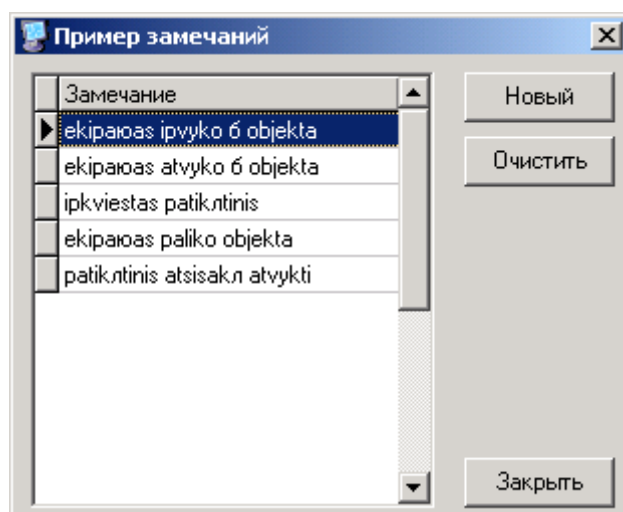 Пример замечаний
Замечание
Новый
ekipaюas ipvyko б objekta
ekipaюas atvyko б objekta
Очистить
ipkviestas patikлtinis
ekipaюas paliko objekta
patikлtinis atsisakл atvykti
Закрыть